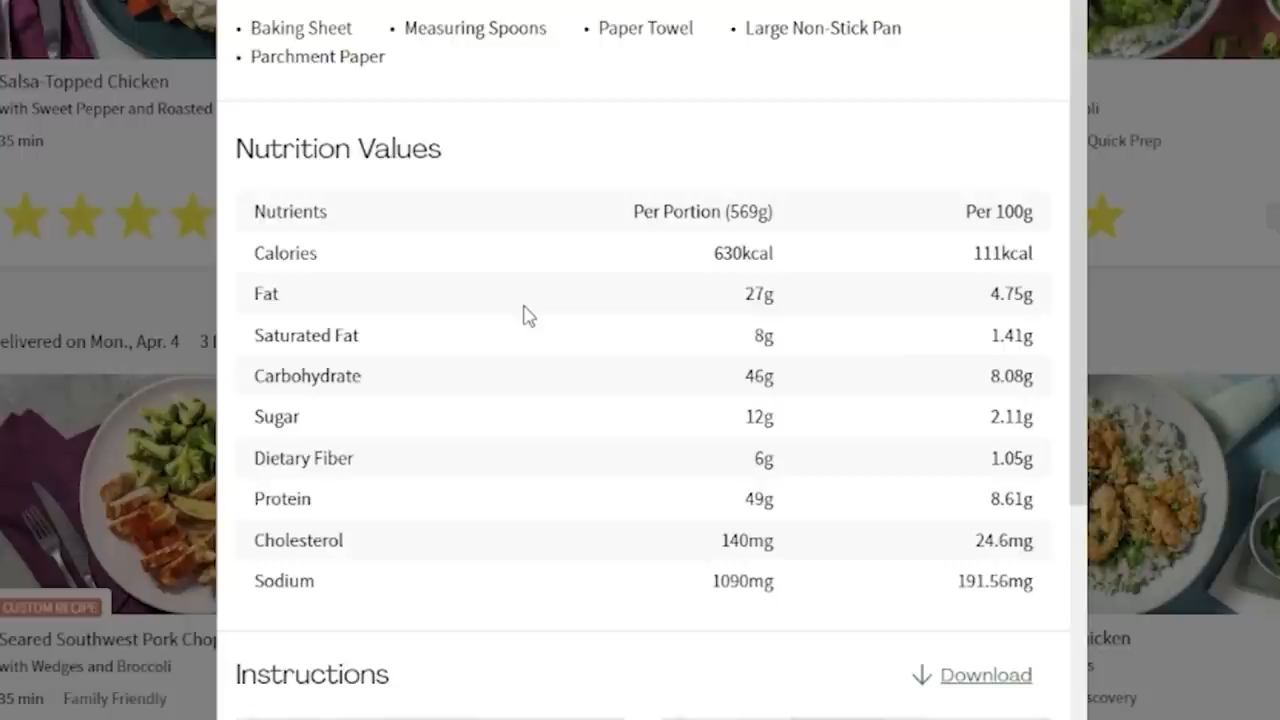 • Baking Sheet • Measuring Spoons • Paper Towel • Large Non-Stick Pan
• Parchment Paper
Salsa-Topped Chicken
with Sweet Pepper and Roasted
35 min
Quick Prep
Nutrition Values
Nutrients Per Portion (569g) Per 100g
Calories 630kcal 111kcal
Fat 27g 4.75g
Saturated Fat 8g 1.41g
Carbohydrate 46g 8.08g
Sugar 12g 2.11g
Dietary Fiber 6g 1.05g
Protein 49g 8.61g
Cholesterol 140mg 24.6mg
Sodium 1090mg 191.56mg
elivered on Mon., Apr. 4 3
CUSTOM RECIPE
Seared Southwest Pork Chop
with Wedges and Broccoli
35 min Family Friendly
icken
scovery
Instructions Download